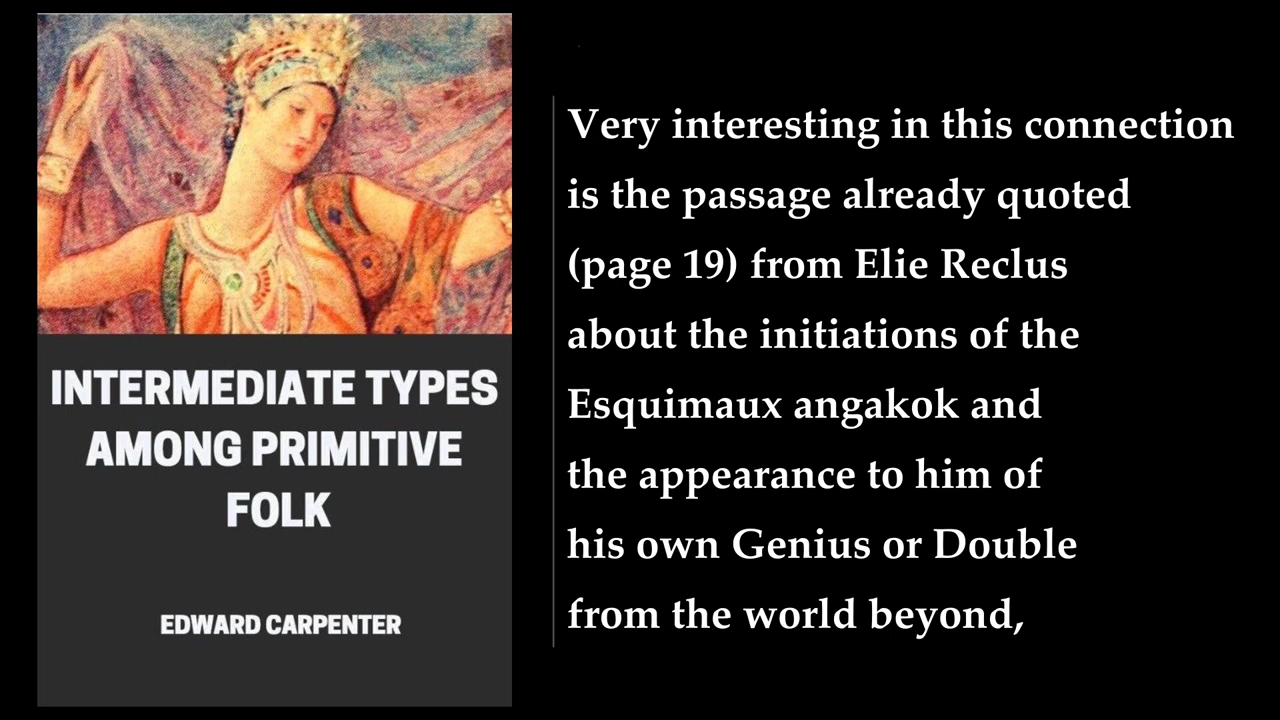 INTERMEDIATE TYPES
AMONG PRIMITIVE
FOLK
EDWARD CARPENTER
Very interesting in this connection
is the passage already quoted
(page 19) from Elie Reclus
about the initiations of the
Esquimaux angakok and
the appearance to him of
his own Genius or Double
from the world beyond,